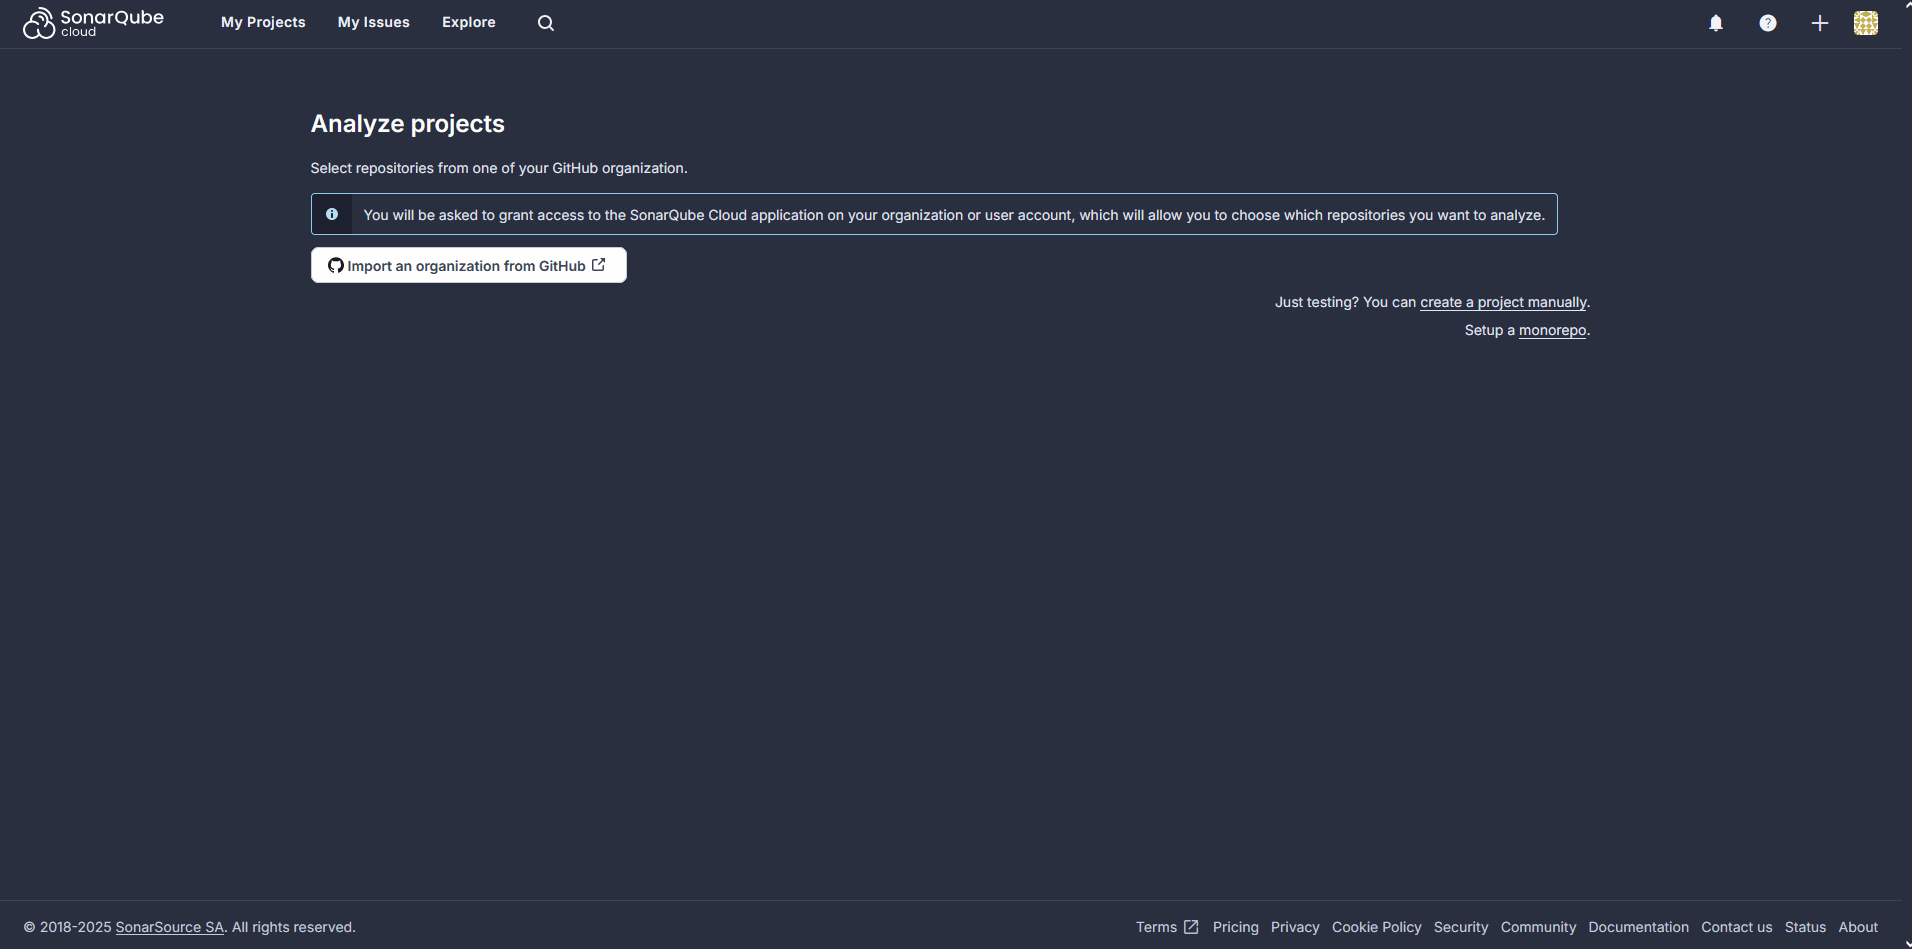 SonarQube
cloud
My Projects
My Issues
Explore
Analyze projects
Select repositories from one of your GitHub organization.
You will be asked to grant access to the SonarQube Cloud application on your organization or user account, which will allow you to choose which repositories you want to analyze.
Import an organization from GitHub
Just testing? You can create a project manually.
Setup a monorepo.
© 2018-2025 SonarSource SA. All rights reserved.
Terms
Pricing
Privacy
Cookie Policy
Security
Community
Documentation
Contact us
Status
About